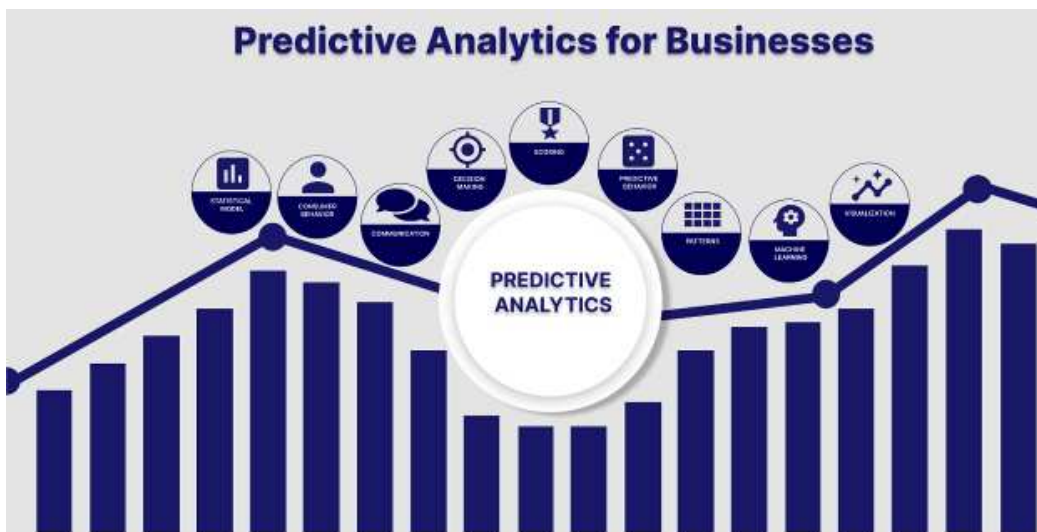 Predictive Analytics for Businesses
STATISTICAL
MODEL
CONSUMER
BEHAVIOR
COMMUNICATION
DECISION
MAKING
SCORING
PREDICTIVE
BEHAVIOR
PATTERNS
MACHINE
LEARNING
VISUALIZATION
PREDICTIVE
ANALYTICS